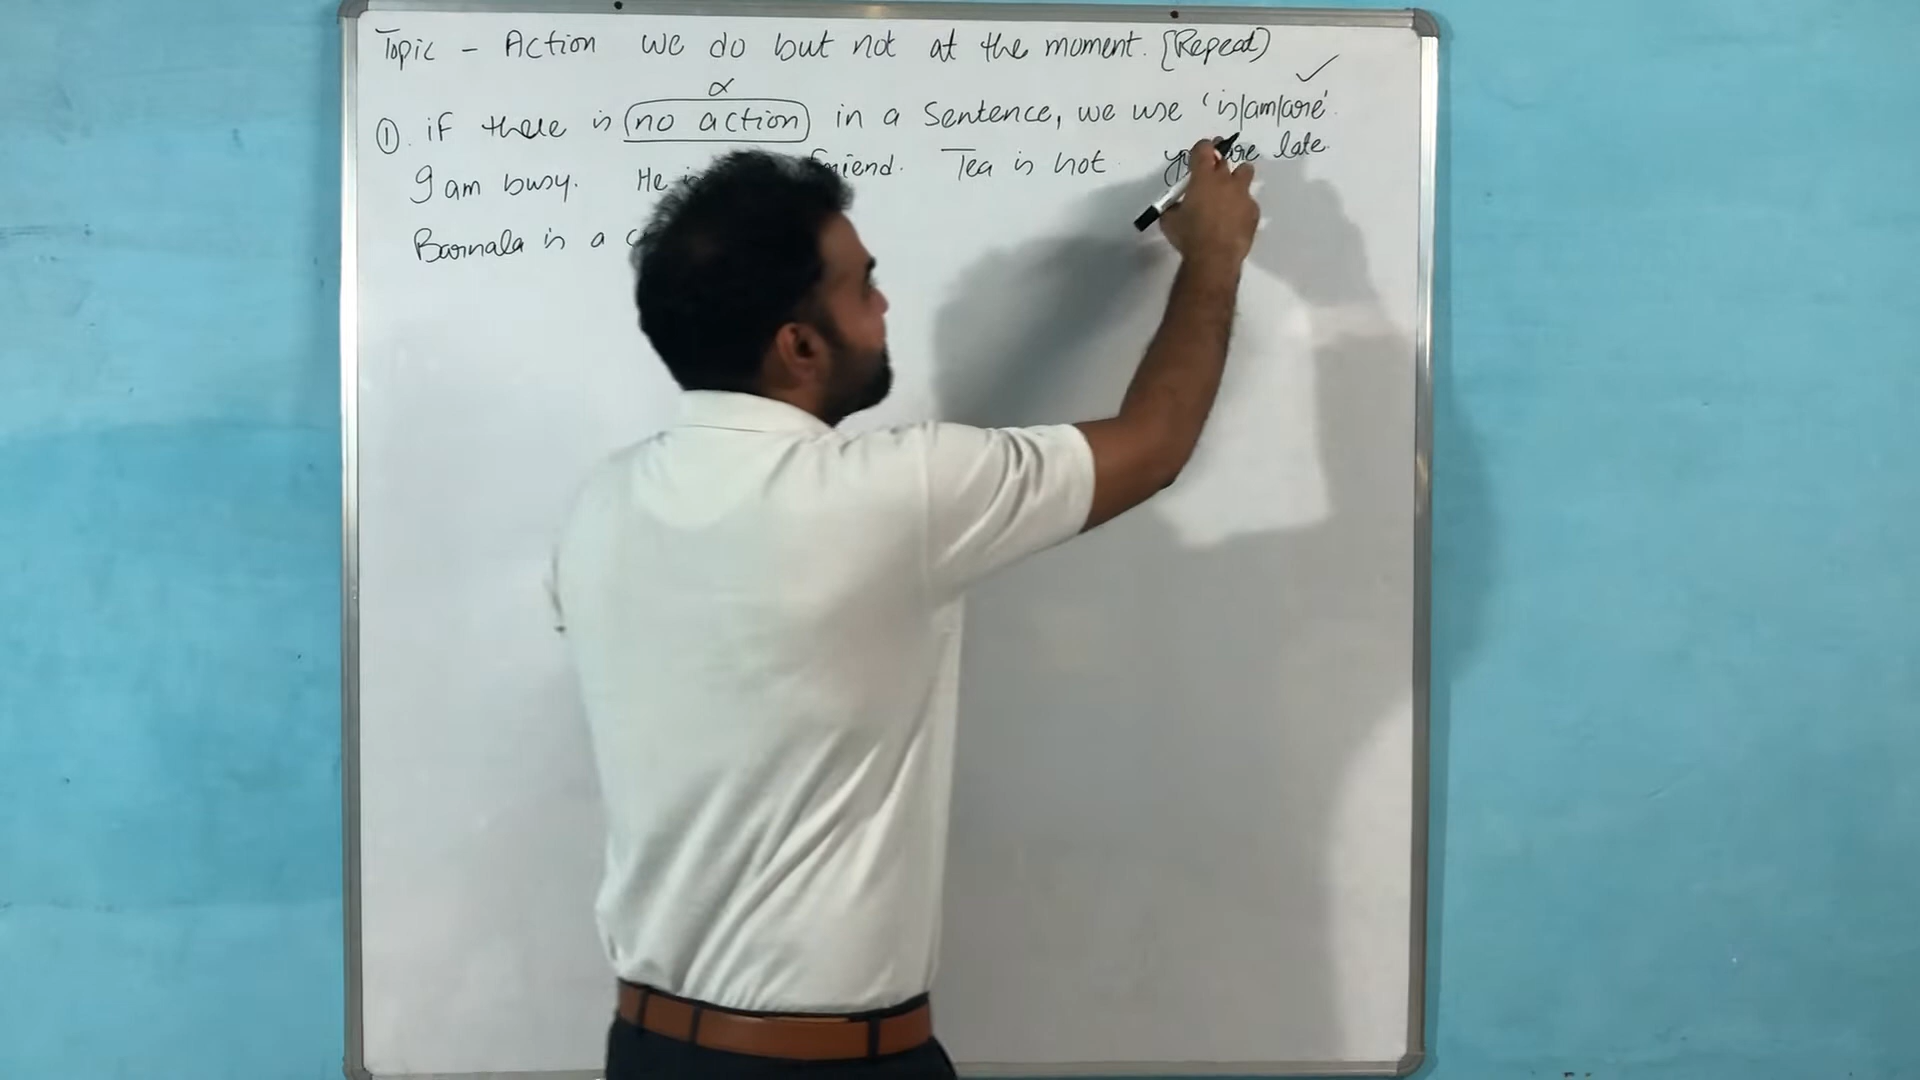 Topic - Action we do but not at the moment. [Repeat)
①. if there is no action in a sentence, we use 'is/am/are'.
I am busy. He friend. Tea is hot. are late.
Barnala is a